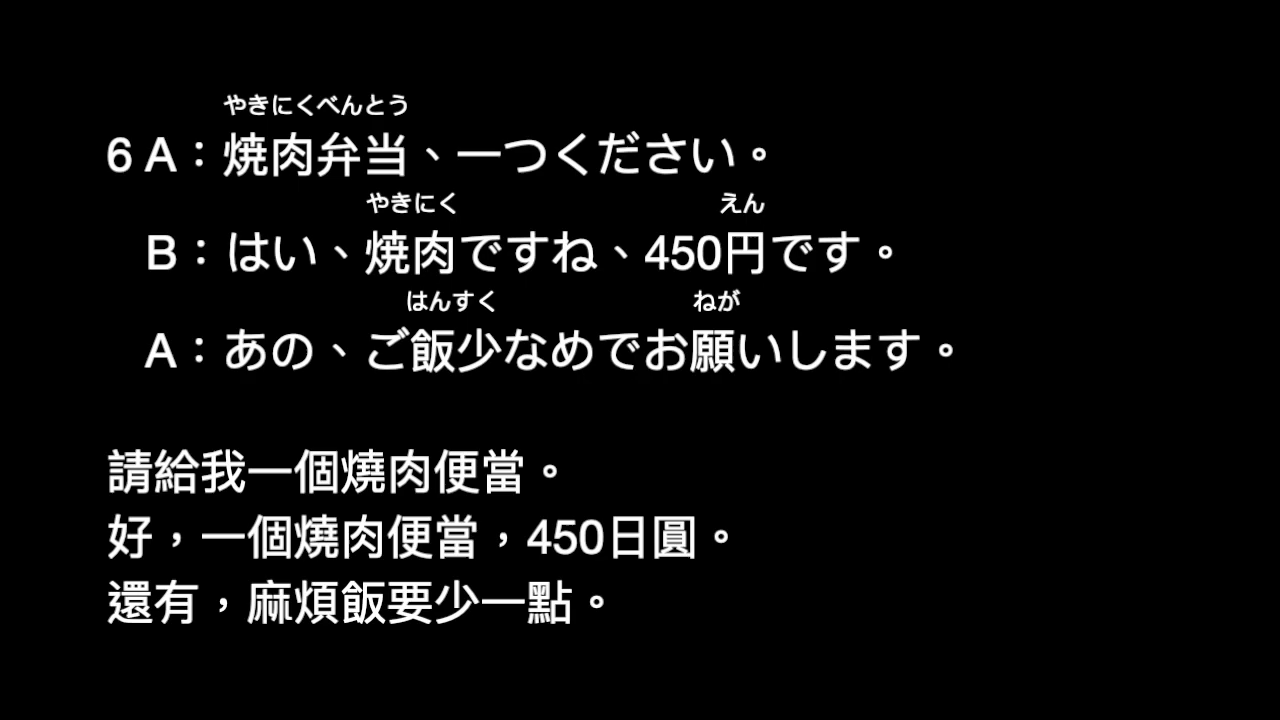 やきにくべんとう
6 A：焼肉弁当、一つください。
やきにく えん
B：はい、焼肉ですね、450円です。
はんすく ねが
A：あの、ご飯少なめでお願いします。
請給我一個燒肉便當。
好，一個燒肉便當，450日圓。
還有，麻煩飯要少一點。